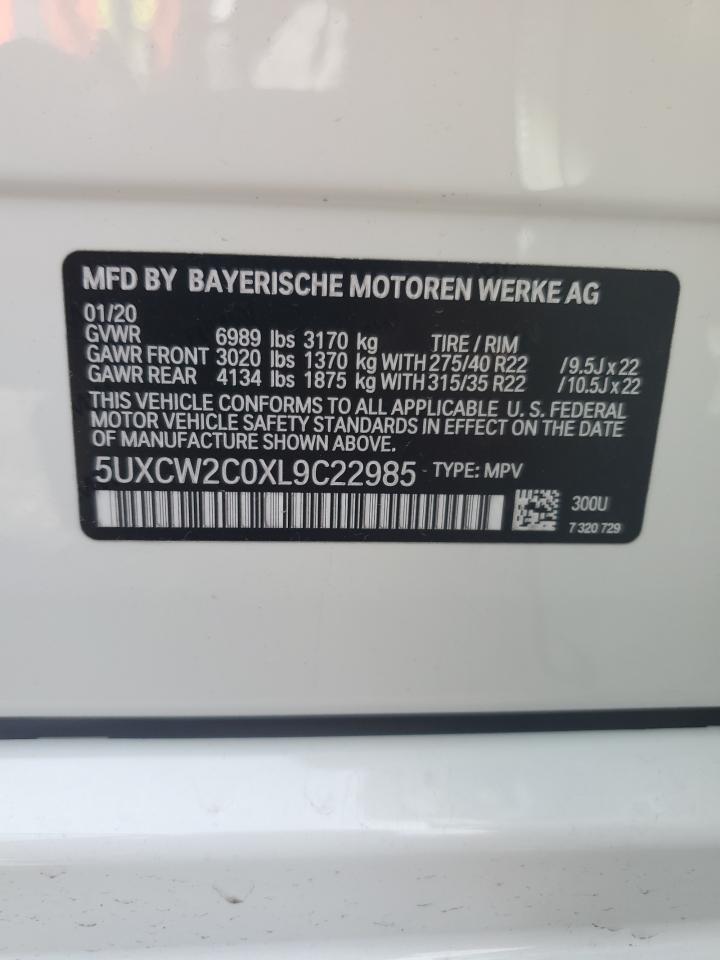 MFD BY BAYERISCHE MOTOREN WERKE AG
01/20
GVWR 6989 lbs 3170 kg TIRE / RIM
GAWR FRONT 3020 lbs 1370 kg WITH 275/40 R22 /9.5J x 22
GAWR REAR 4134 lbs 1875 kg WITH 315/35 R22 /10.5J x 22
THIS VEHICLE CONFORMS TO ALL APPLICABLE U. S. FEDERAL
MOTOR VEHICLE SAFETY STANDARDS IN EFFECT ON THE DATE
OF MANUFACTURE SHOWN ABOVE.
5UXCW2C0XL9C22985 - TYPE: MPV
300U
7 320 729